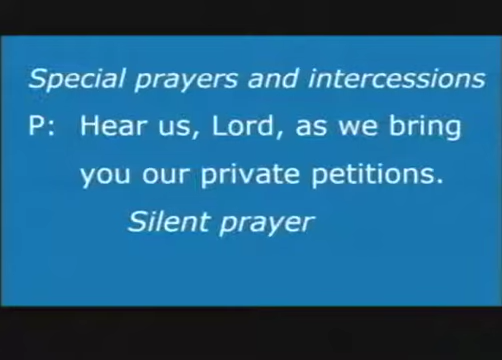 Special prayers and intercessions
P: Hear us, Lord, as we bring
you our private petitions.
Silent prayer